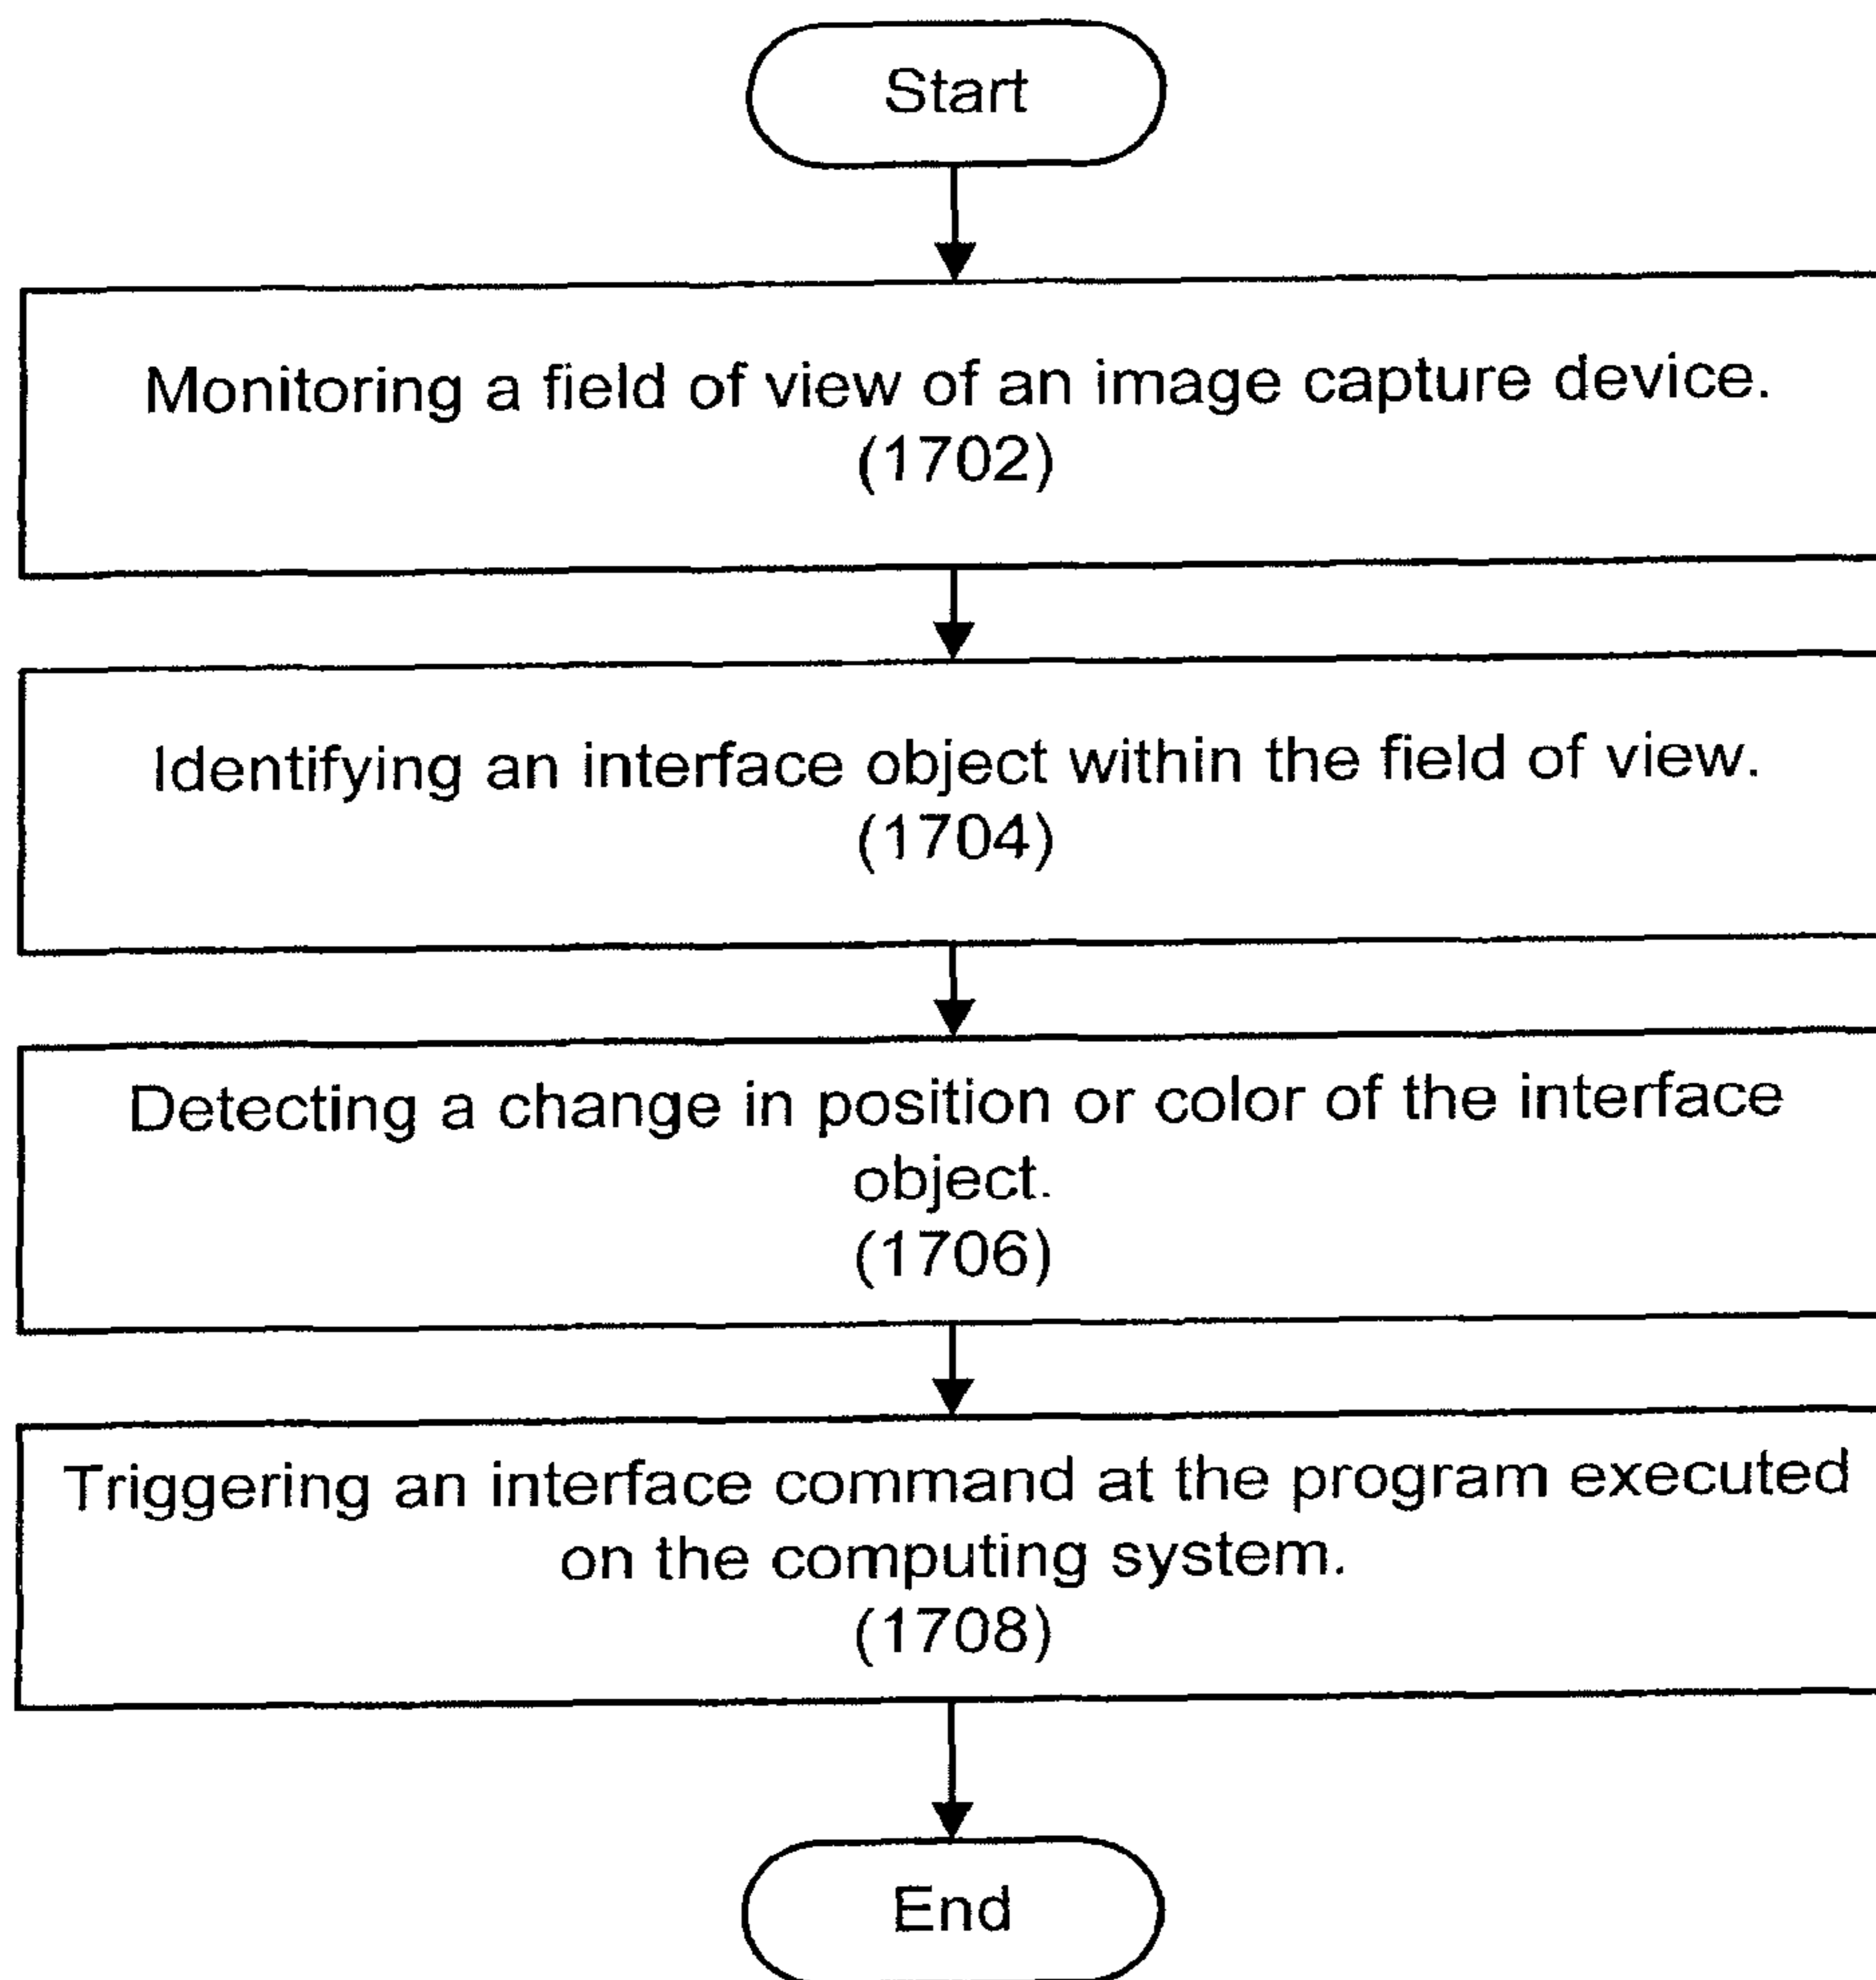 Start
Monitoring a field of view of an image capture device.
(1702)
Identifying an interface object within the field of view.
(1704)
Detecting a change in position or color of the interface
object.
(1706)
Triggering an interface command at the program executed
on the computing system.
(1708)
End